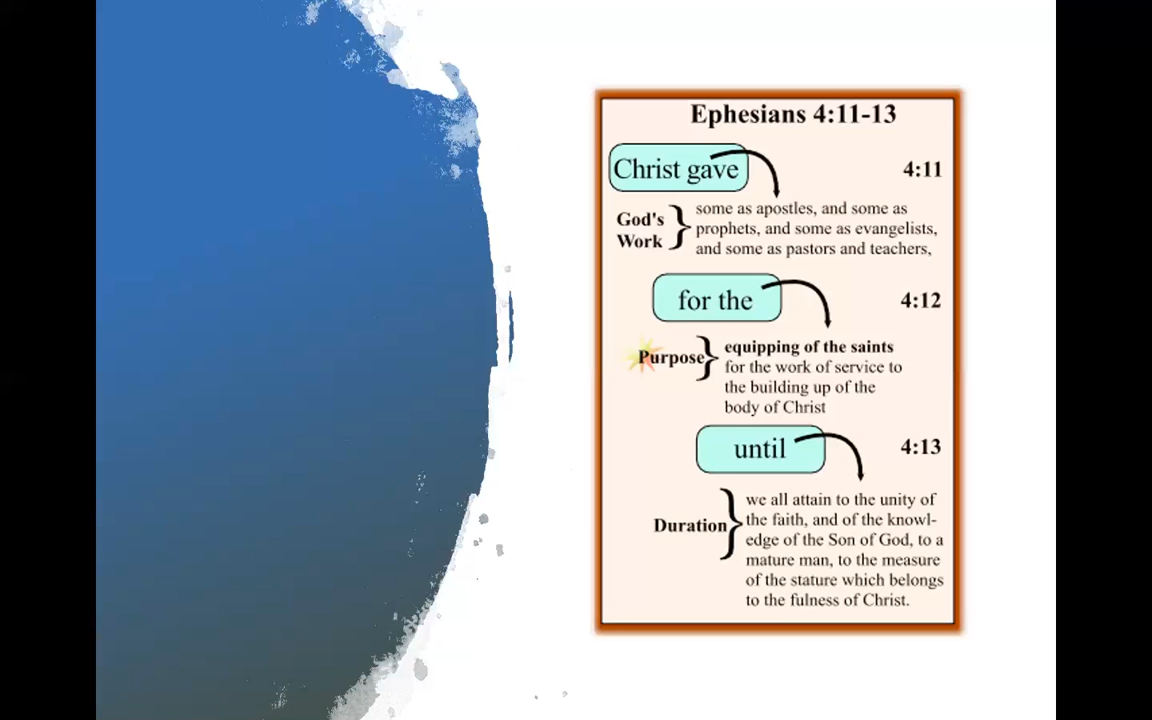 Ephesians 4:11-13
Christ gave
4:11
God's
Work
some as apostles, and some as
prophets, and some as evangelists,
and some as pastors and teachers,
for the
4:12
Purpose
equipping of the saints
for the work of service to
the building up of the
body of Christ
until
4:13
Duration
we all attain to the unity of
the faith, and of the knowl-
edge of the Son of God, to a
mature man, to the measure
of the stature which belongs
to the fulness of Christ.